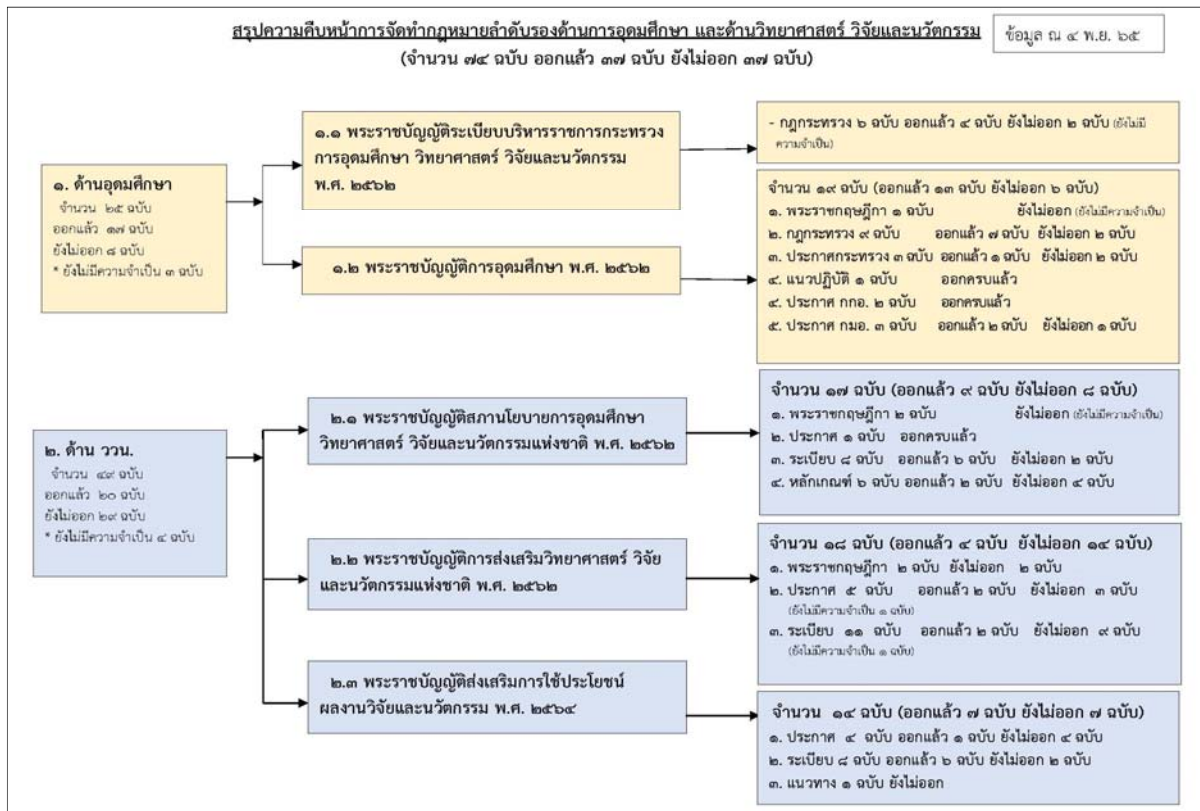 สรุปความคืบหน้าการจัดทำกฎหมายลำดับรองด้านการอุดมศึกษา และด้านวิทยาศาสตร์ วิจัยและนวัตกรรม
ข้อมูล ณ ๔ พ.ย. ๖๕
(จำนวน ๗๔ ฉบับ ออกแล้ว ๓๗ ฉบับ ยังไม่ออก ๓๗ ฉบับ)
๑. ด้านอุดมศึกษา
จำนวน ๒๕ ฉบับ
ออกแล้ว ๑๗ ฉบับ
ยังไม่ออก ๘ ฉบับ
* ยังไม่มีความจำเป็น ๓ ฉบับ
๑.๑ พระราชบัญญัติระเบียบบริหารราชการกระทรวง
การอุดมศึกษา วิทยาศาสตร์ วิจัยและนวัตกรรม
พ.ศ. ๒๕๖๒
- กฎกระทรวง ๖ ฉบับ ออกแล้ว ๔ ฉบับ ยังไม่ออก ๒ ฉบับ (ยังไม่มี
ความจำเป็น)
๑.๒ พระราชบัญญัติการอุดมศึกษา พ.ศ. ๒๕๖๒
จำนวน ๑๙ ฉบับ (ออกแล้ว ๑๓ ฉบับ ยังไม่ออก ๖ ฉบับ)
๑. พระราชกฤษฎีกา ๑ ฉบับ ยังไม่ออก (ยังไม่มีความจำเป็น)
๒. กฎกระทรวง ๙ ฉบับ ออกแล้ว ๗ ฉบับ ยังไม่ออก ๒ ฉบับ
๓. ประกาศกระทรวง ๓ ฉบับ ออกแล้ว ๑ ฉบับ ยังไม่ออก ๒ ฉบับ
๔. แนวปฏิบัติ ๑ ฉบับ ออกครบแล้ว
๔. ประกาศ กกอ. ๒ ฉบับ ออกครบแล้ว
๕. ประกาศ กมอ. ๓ ฉบับ ออกแล้ว ๒ ฉบับ ยังไม่ออก ๑ ฉบับ
๒. ด้าน ววน.
จำนวน ๔๙ ฉบับ
ออกแล้ว ๒๐ ฉบับ
ยังไม่ออก ๒๙ ฉบับ
* ยังไม่มีความจำเป็น ๔ ฉบับ
๒.๑ พระราชบัญญัติสภานโยบายการอุดมศึกษา
วิทยาศาสตร์ วิจัยและนวัตกรรมแห่งชาติ พ.ศ. ๒๕๖๒
จำนวน ๑๗ ฉบับ (ออกแล้ว ๙ ฉบับ ยังไม่ออก ๘ ฉบับ)
๑. พระราชกฤษฎีกา ๒ ฉบับ ยังไม่ออก (ยังไม่มีความจำเป็น)
๒. ประกาศ ๑ ฉบับ ออกครบแล้ว
๓. ระเบียบ ๘ ฉบับ ออกแล้ว ๖ ฉบับ ยังไม่ออก ๒ ฉบับ
๔. หลักเกณฑ์ ๖ ฉบับ ออกแล้ว ๒ ฉบับ ยังไม่ออก ๔ ฉบับ
๒.๒ พระราชบัญญัติการส่งเสริมวิทยาศาสตร์ วิจัย
และนวัตกรรมแห่งชาติ พ.ศ. ๒๕๖๒
จำนวน ๑๘ ฉบับ (ออกแล้ว ๔ ฉบับ ยังไม่ออก ๑๔ ฉบับ)
๑. พระราชกฤษฎีกา ๒ ฉบับ ยังไม่ออก ๒ ฉบับ
๒. ประกาศ ๕ ฉบับ ออกแล้ว ๒ ฉบับ ยังไม่ออก ๓ ฉบับ
(ยังไม่มีความจำเป็น ๑ ฉบับ)
๓. ระเบียบ ๑๑ ฉบับ ออกแล้ว ๒ ฉบับ ยังไม่ออก ๙ ฉบับ
(ยังไม่มีความจำเป็น ๑ ฉบับ)
๒.๓ พระราชบัญญัติส่งเสริมการใช้ประโยชน์
ผลงานวิจัยและนวัตกรรม พ.ศ. ๒๕๖๔
จำนวน ๑๔ ฉบับ (ออกแล้ว ๗ ฉบับ ยังไม่ออก ๗ ฉบับ)
๑. ประกาศ ๔ ฉบับ ออกแล้ว ๑ ฉบับ ยังไม่ออก ๔ ฉบับ
๒. ระเบียบ ๘ ฉบับ ออกแล้ว ๖ ฉบับ ยังไม่ออก ๒ ฉบับ
๓. แนวทาง ๑ ฉบับ ยังไม่ออก